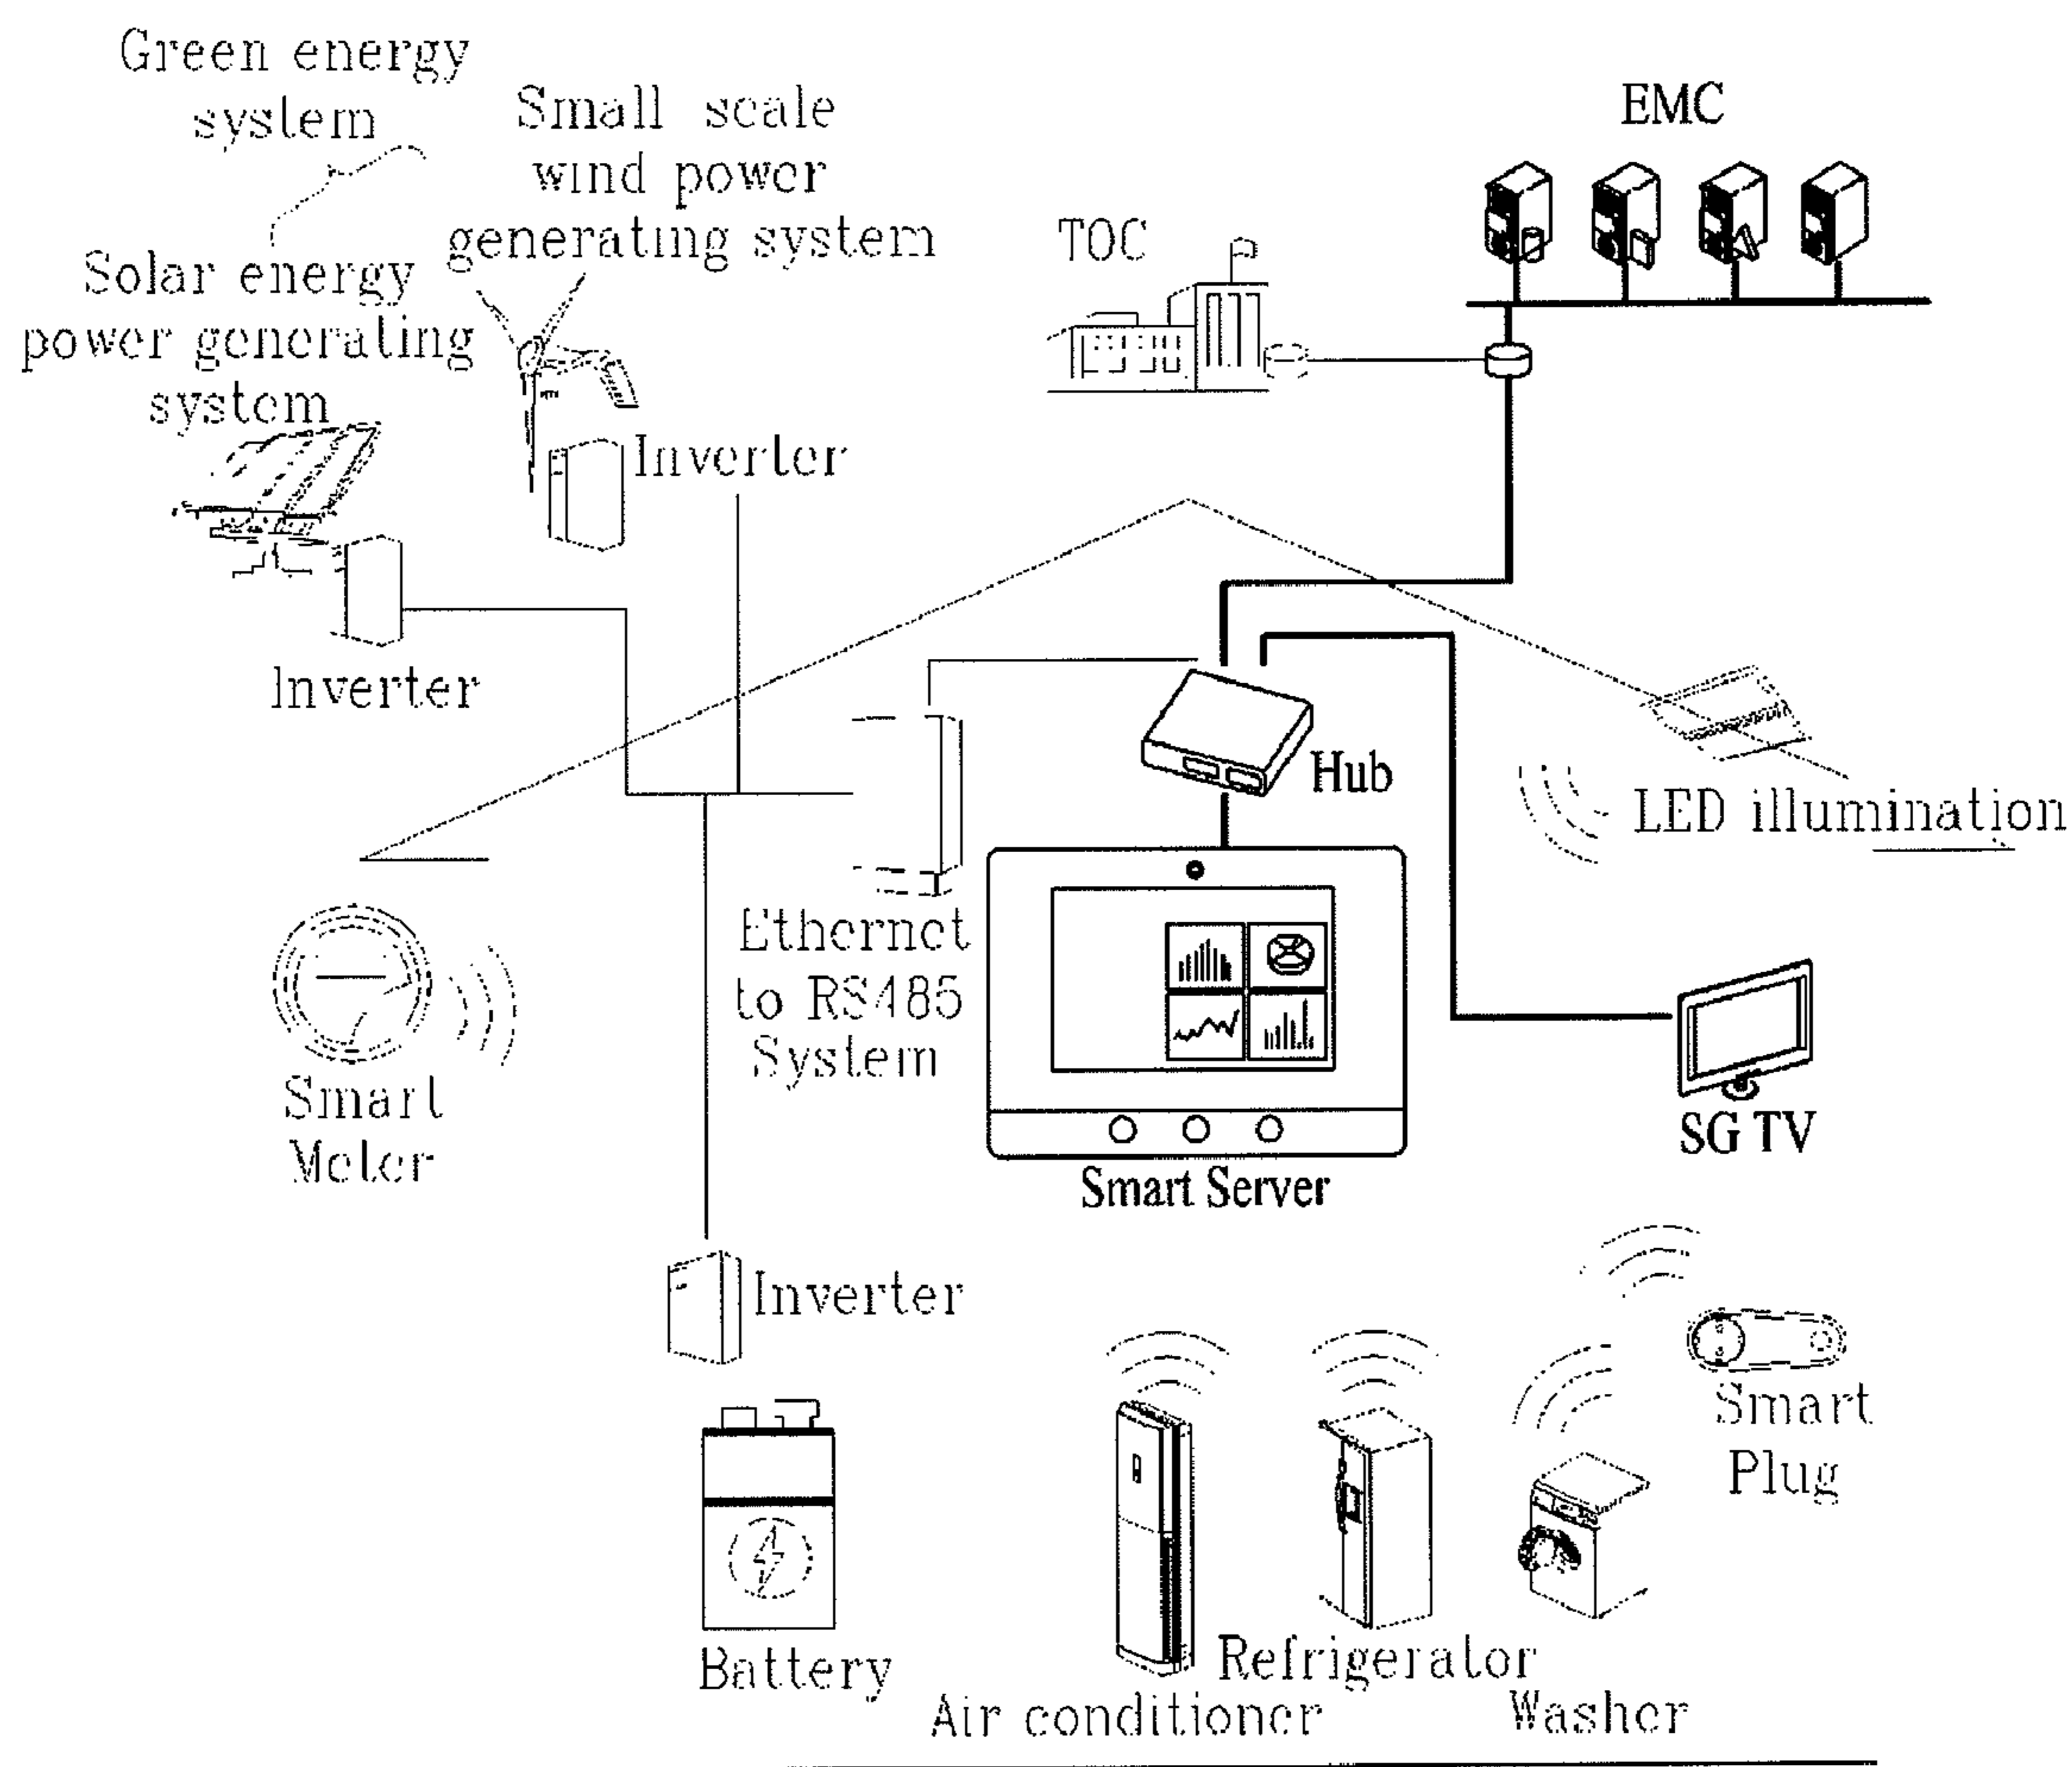 Green energy
system
Small scale
wind power
generating system
EMC
TOC
Solar energy
power generating
system
Inverter
Inverter
Hub
LED illumination
Ethernet
to RS485
System
Smart
Meter
SG TV
Smart Server
Inverter
Smart
Plug
Battery
Refrigerator
Air conditioner
Washer